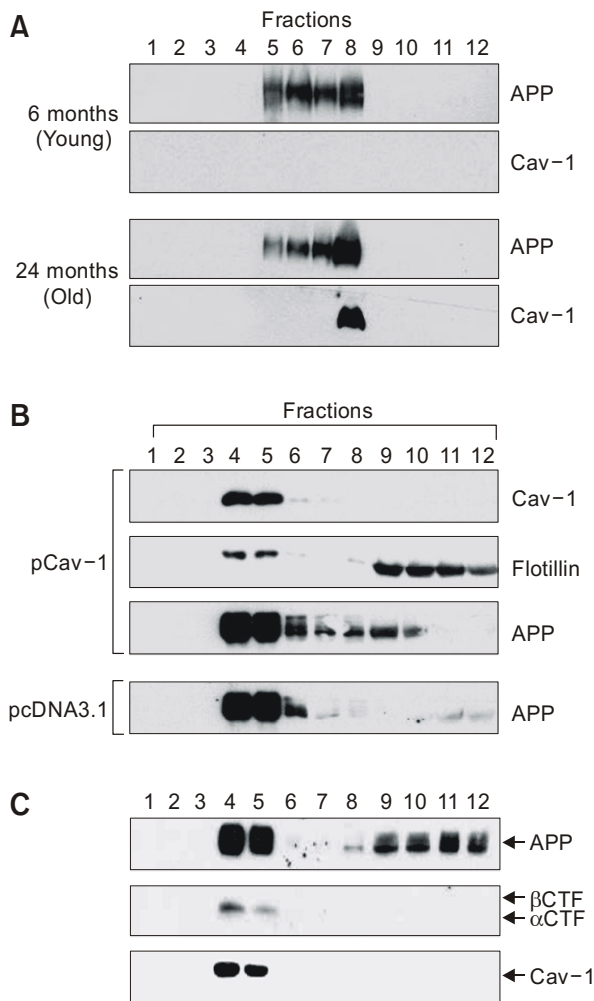 A
Fractions
1 2 3 4 5 6 7 8 9 10 11 12
6 months
(Young)
APP
Cav−1
24 months
(Old)
APP
Cav−1
B
Fractions
1 2 3 4 5 6 7 8 9 10 11 12
pCav−1
Cav−1
Flotillin
APP
pcDNA3.1
APP
C
1 2 3 4 5 6 7 8 9 10 11 12
APP
βCTF
αCTF
Cav−1